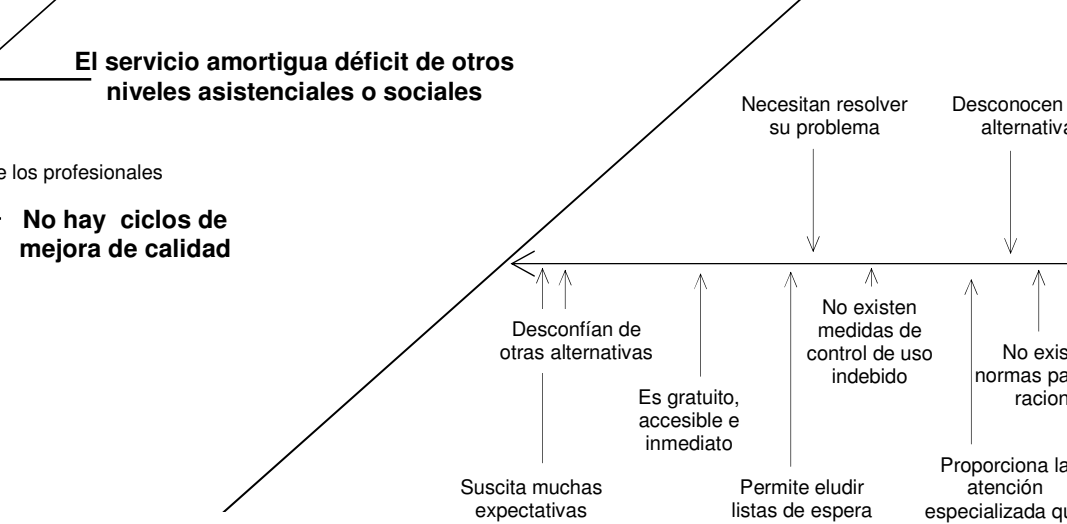 El servicio amortigua déficit de otros
niveles asistenciales o sociales
e los profesionales
No hay ciclos de
mejora de calidad
Necesitan resolver
su problema
Desconocen
alternativa
Desconfían de
otras alternativas
Suscita muchas
expectativas
Es gratuito,
accesible e
inmediato
Permite eludir
listas de espera
No existen
medidas de
control de uso
indebido
No exis
normas pa
racion
Proporciona la
atención
especializada qu